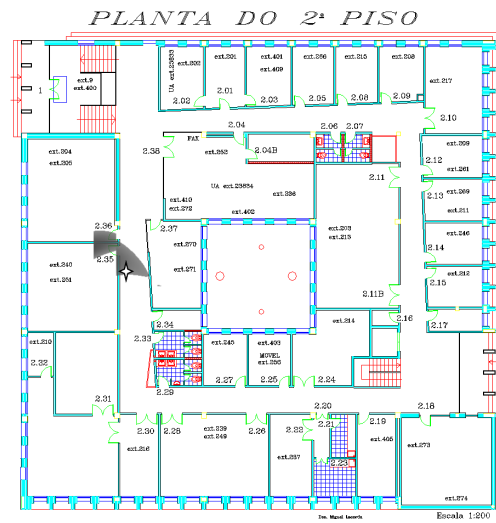 PLANTA DO 2º PISO
UA ext.23833
ext.202
ext.201
ext.401
ext.409
ext.266
ext.215
ext.208
ext.217
ext.9
ext.400
1
2.02
2.01
2.03
2.05
2.08
2.09
2.10
2.04
2.06
2.07
FAX
2.38
ext.253
2.04B
ext.299
ext.261
2.12
ext.204
ext.205
UA ext.23834
ext.236
2.11
2.13
ext.269
ext.211
ext.410
ext.272
ext.402
2.36
2.37
ext.203
ext.213
ext.246
2.35
ext.240
ext.251
ext.270
ext.271
2.14
ext.212
2.15
2.11B
2.34
ext.214
2.16
2.17
2.33
ext.210
2.32
ext.245
ext.403
MOVEL
ext.256
2.29
2.27
2.25
2.24
2.31
2.30
2.28
ext.239
ext.249
2.26
2.22
2.20
2.21
2.19
2.18
ext.216
ext.237
2.23
ext.405
ext.273
ext.274
Escala 1:200